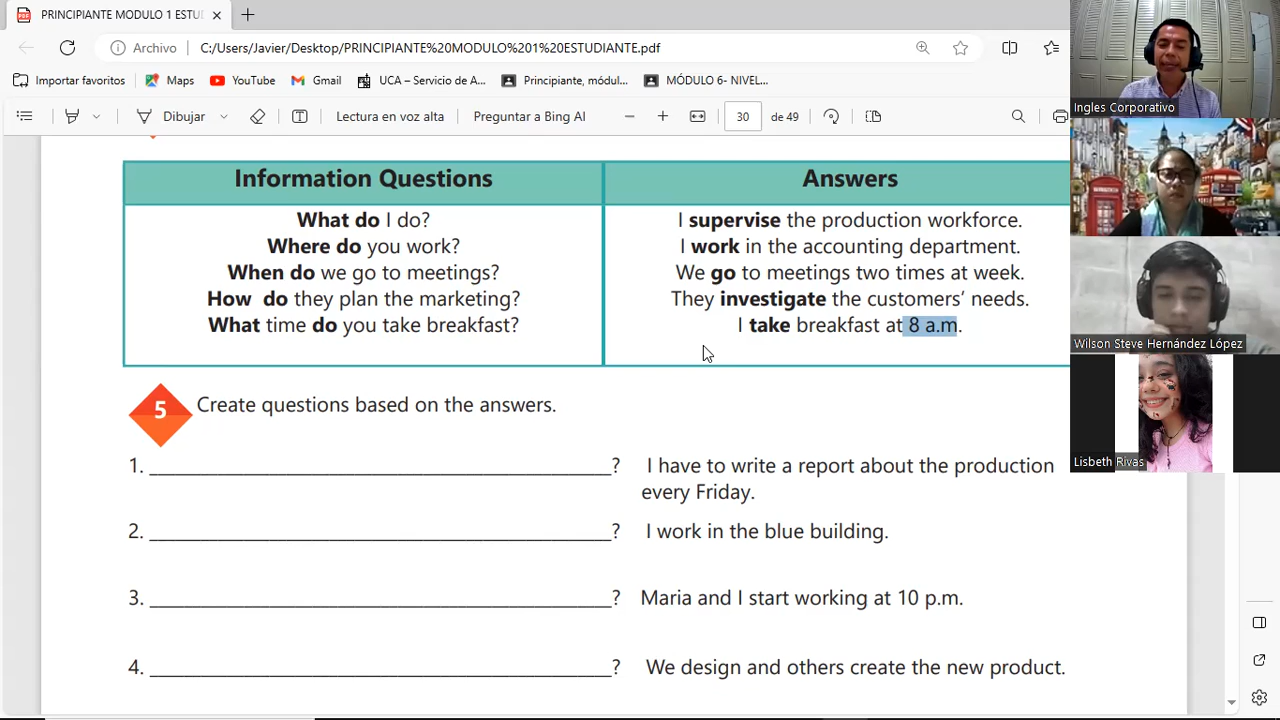 PRINCIPIANTE MODULO 1 ESTUD
Archivo C:/Users/Javier/Desktop/PRINCIPIANTE%20MODULO%201%20ESTUDIANTE.pdf
Importar favoritos Maps YouTube Gmail UCA – Servicio de A... Principiante, módul... MÓDULO 6- NIVEL...
Dibujar Lectura en voz alta Preguntar a Bing AI 30 de 49
Information Questions Answers
What do I do? I supervise the production workforce.
Where do you work? I work in the accounting department.
When do we go to meetings? We go to meetings two times at week.
How do they plan the marketing? They investigate the customers' needs.
What time do you take breakfast? I take breakfast at 8 a.m.
5 Create questions based on the answers.
1. ? I have to write a report about the production
every Friday.
2. ? I work in the blue building.
3. ? Maria and I start working at 10 p.m.
4. ? We design and others create the new product.
Ingles Corporativo
Wilson Steve Hernández López
Lisbeth Rivas